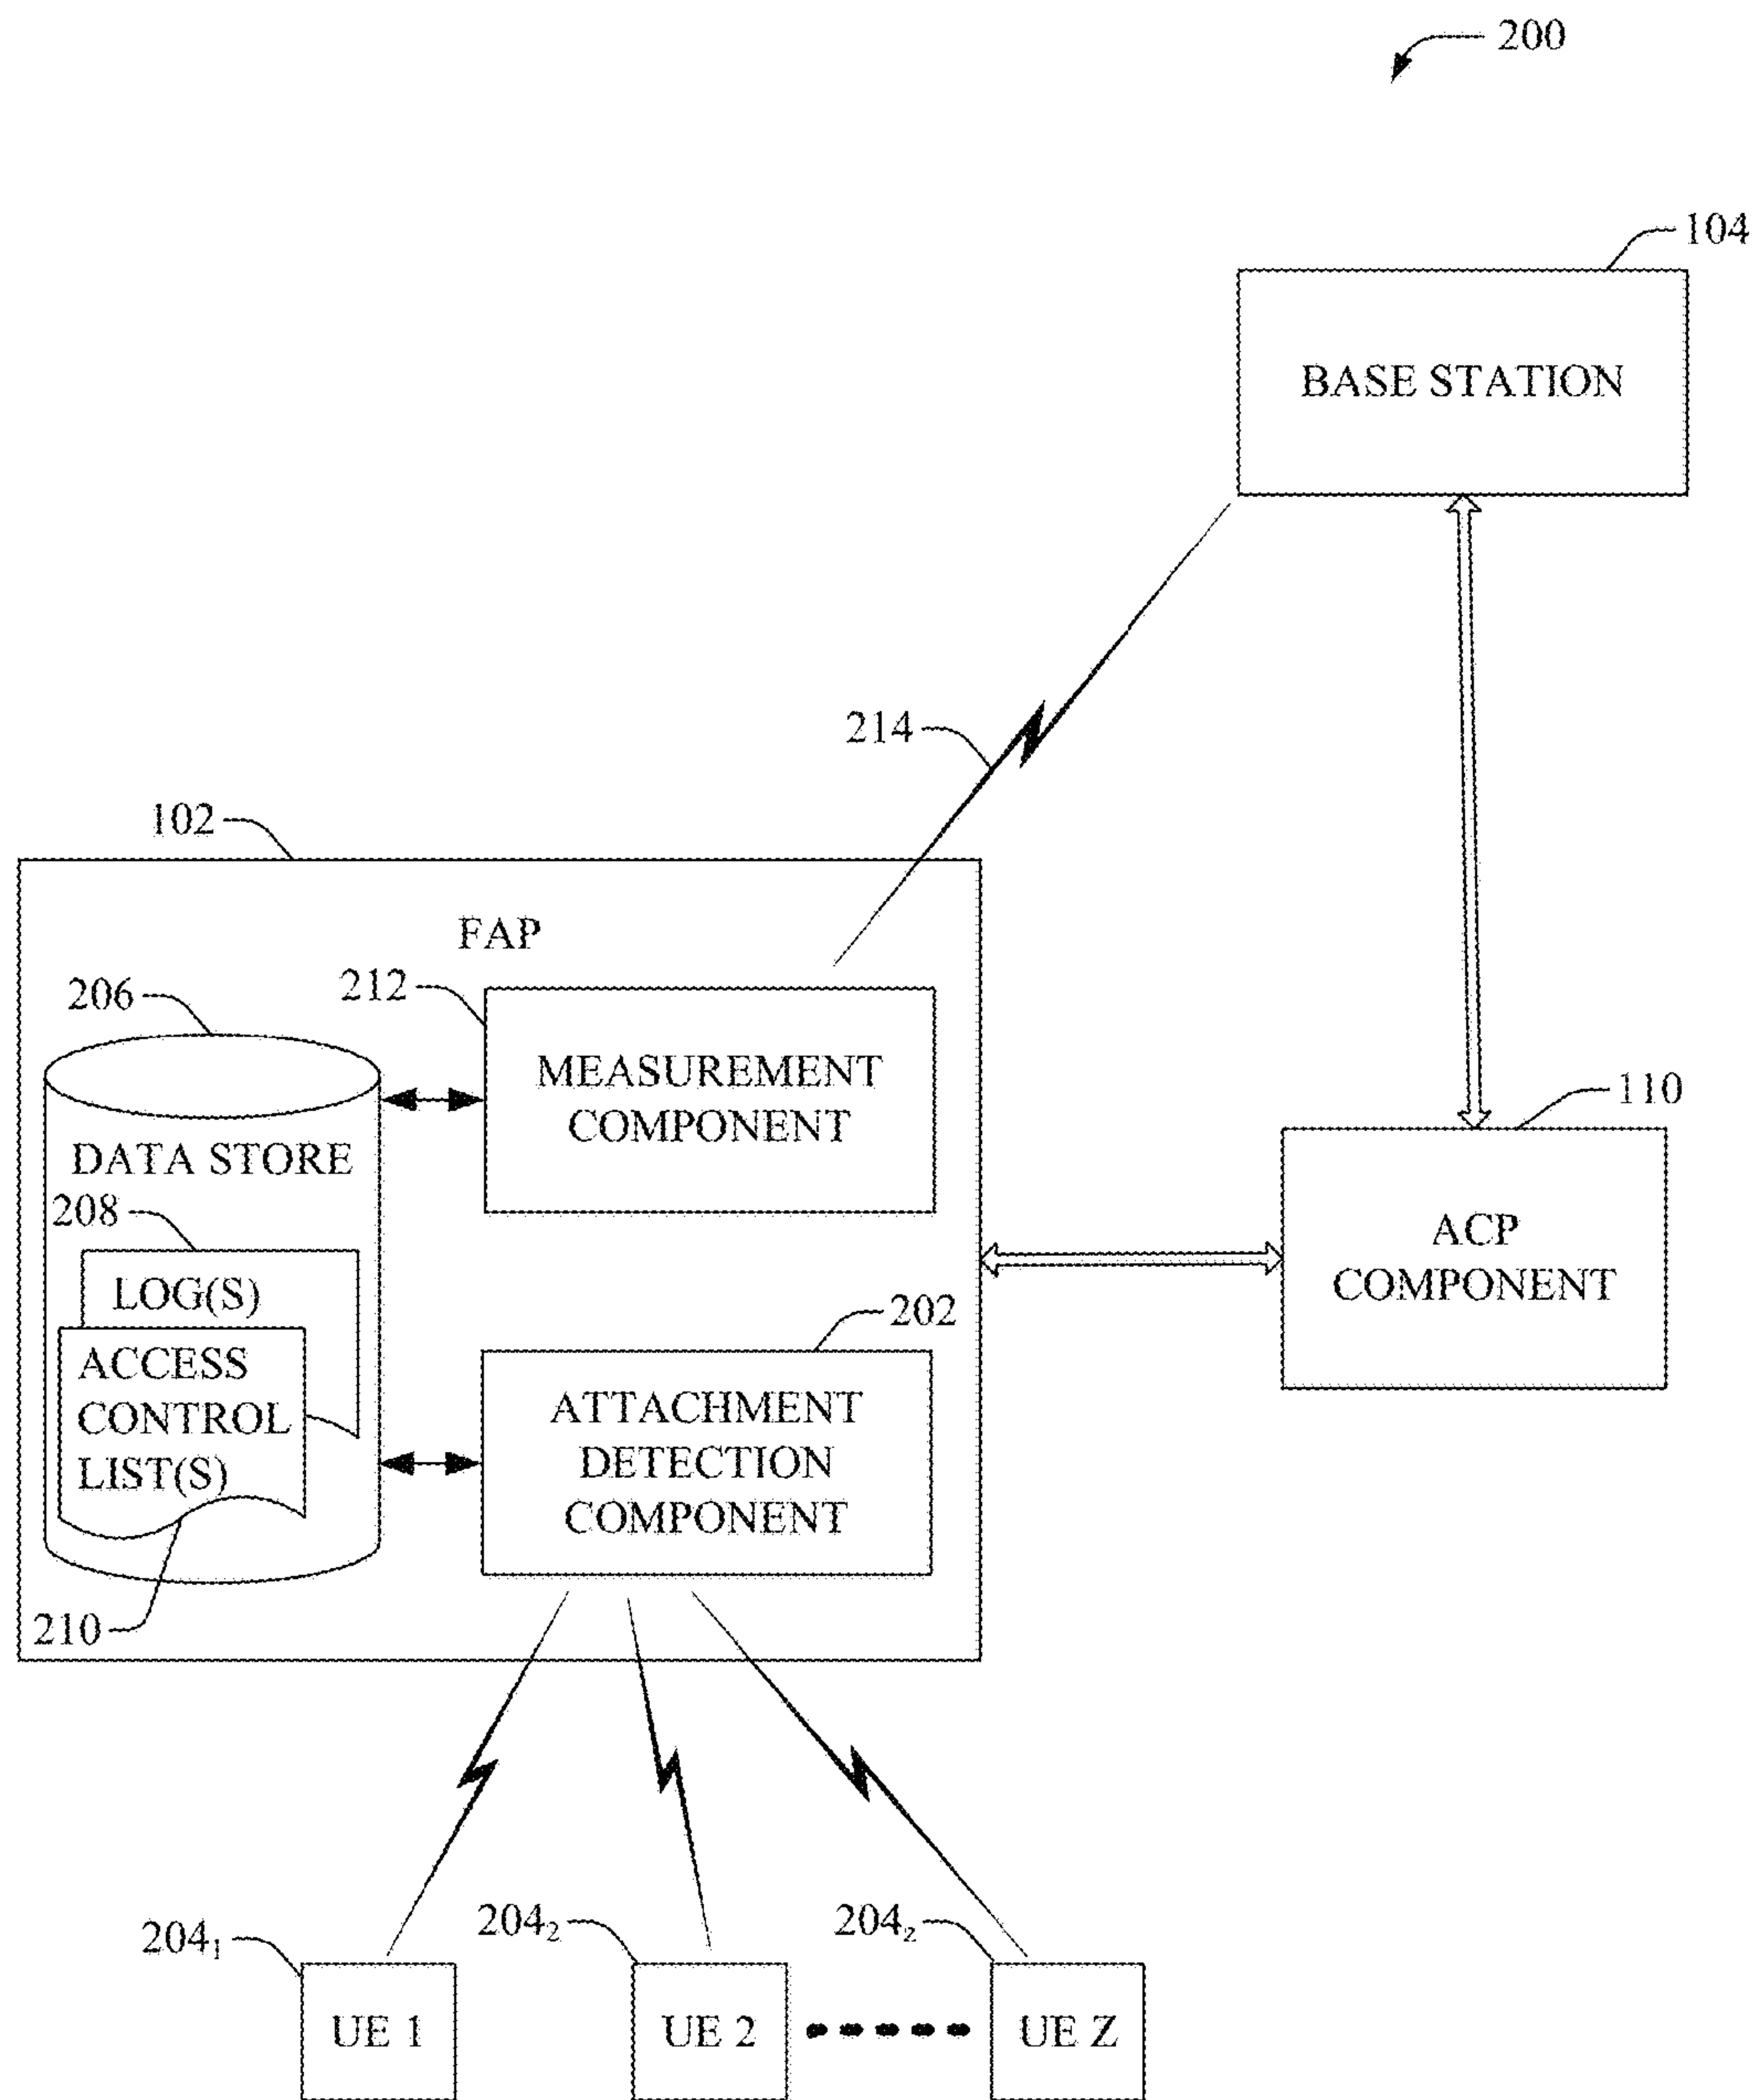 200
104
BASE STATION
214
102
FAP
206
212
MEASUREMENT
COMPONENT
DATA STORE
110
208
LOG(S)
ACP
COMPONENT
202
ACCESS
CONTROL
LIST(S)
ATTACHMENT
DETECTION
COMPONENT
210
204₁
204₂
204z
UE 1
UE 2
UE Z